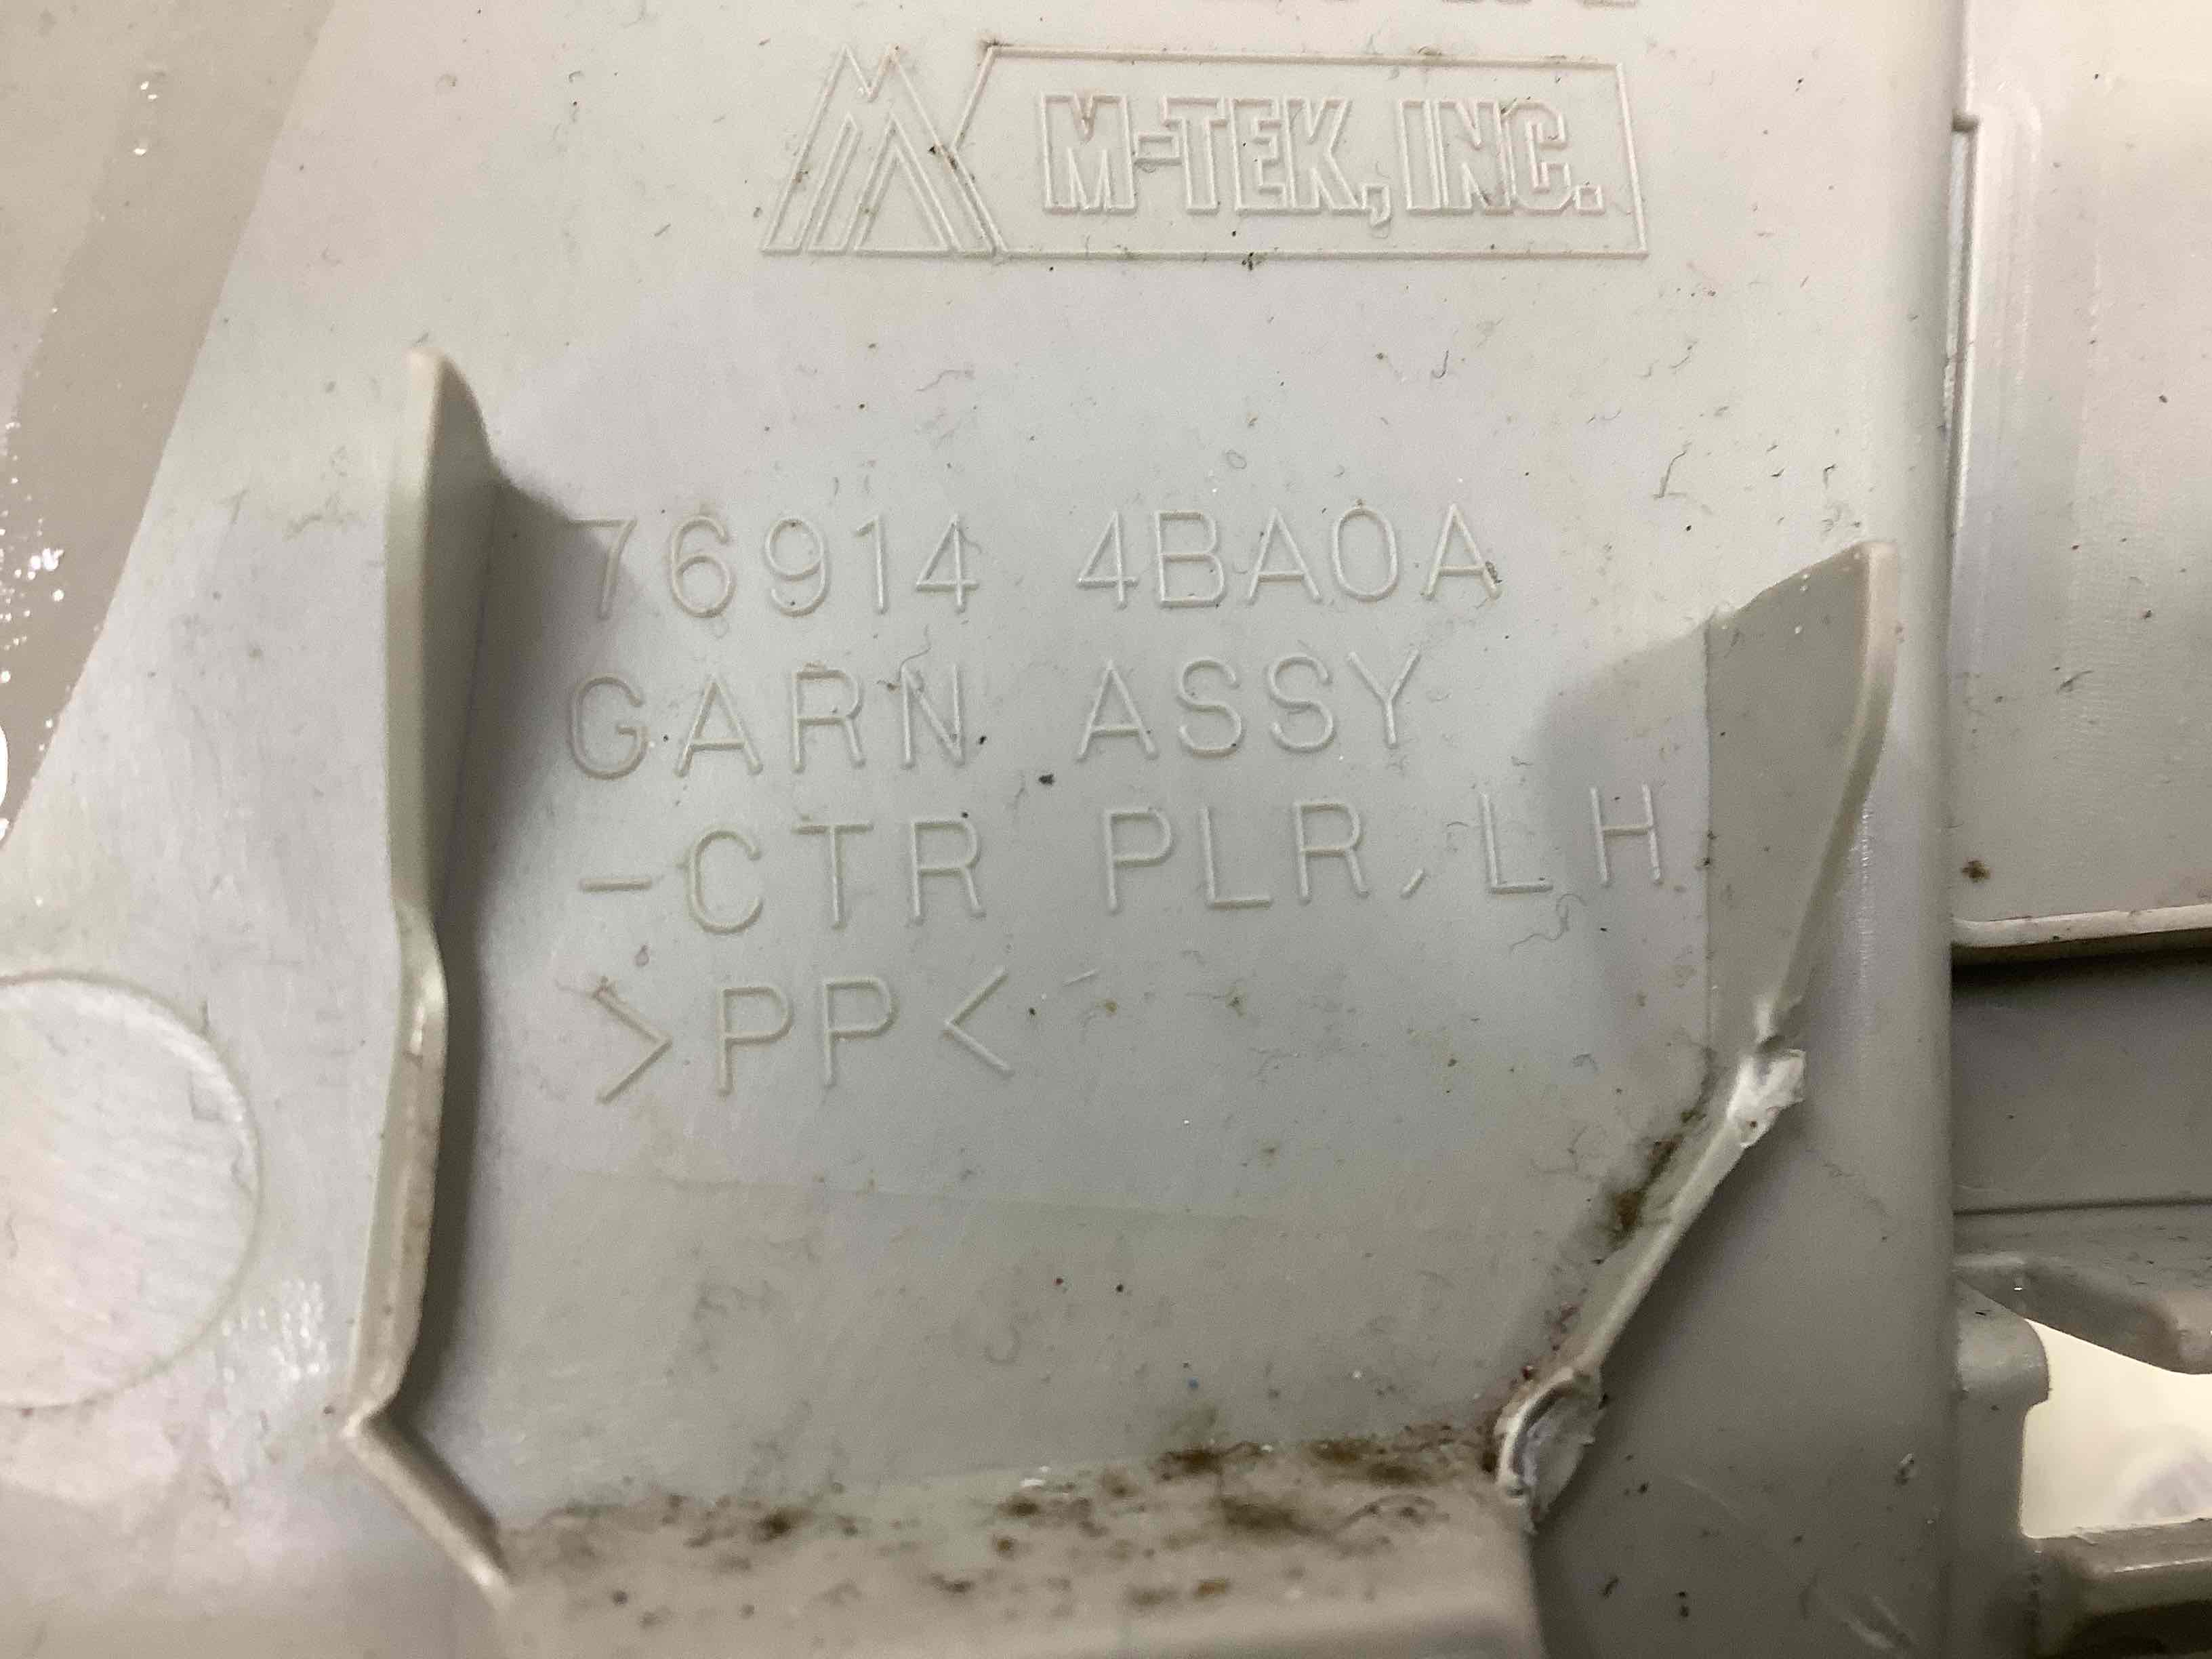 M-TEK, INC.
76914 4BA0A
GARN ASSY
-CTR PLR, LH
>PP<